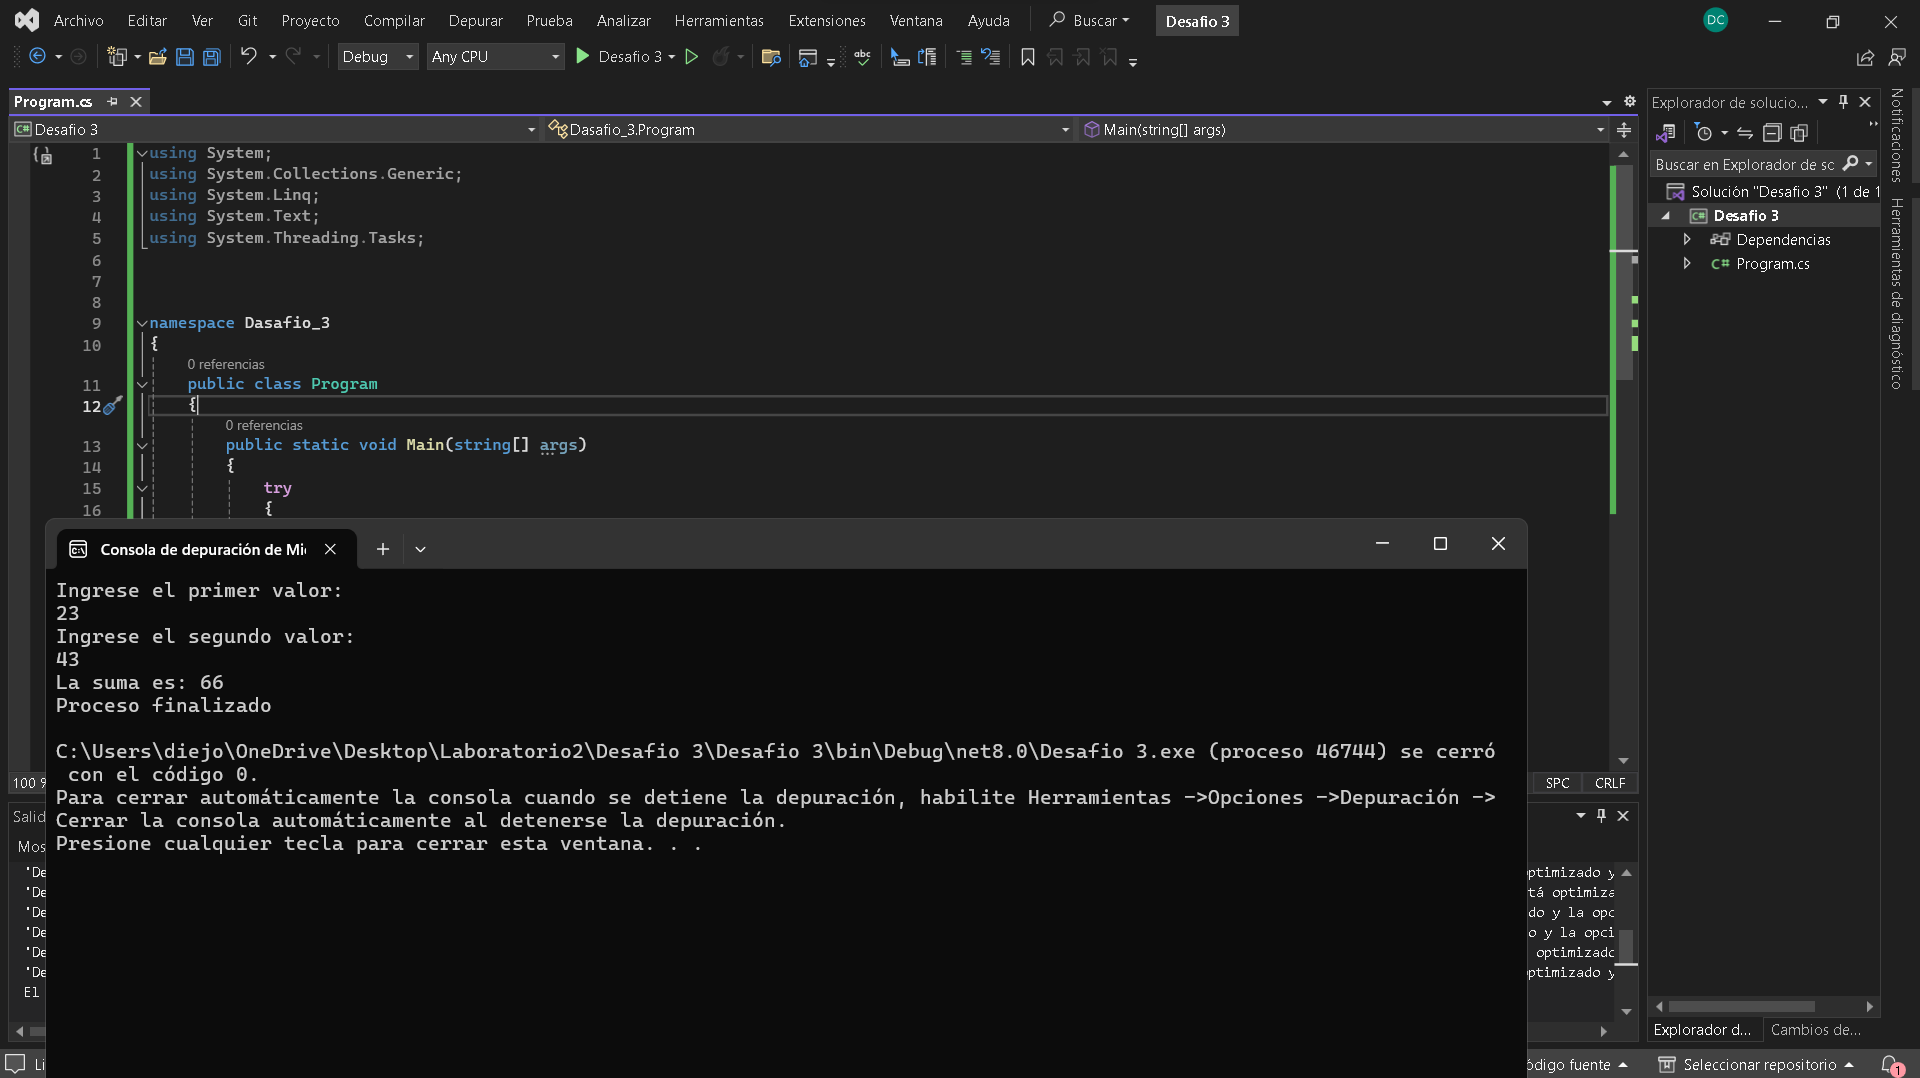 Archivo Editar Ver Git Proyecto Compilar Depurar Prueba Analizar Herramientas Extensiones Ventana Ayuda Buscar Desafio 3 DC
Debug Any CPU Desafio 3
Program.cs
Desafio 3 Dasafio_3.Program Main(string[] args)
1 using System;
2 using System.Collections.Generic;
3 using System.Linq;
4 using System.Text;
5 using System.Threading.Tasks;
6
7
8
9 namespace Dasafio_3
10 {
0 referencias
11 public class Program
12 {
0 referencias
13 public static void Main(string[] args)
14 {
15 try
16 {
Consola de depuración de Mi
Ingrese el primer valor:
23
Ingrese el segundo valor:
43
La suma es: 66
Proceso finalizado
C:\Users\diejo\OneDrive\Desktop\Laboratorio2\Desafio 3\Desafio 3\bin\Debug\net8.0\Desafio 3.exe (proceso 46744) se cerró
con el código 0.
Para cerrar automáticamente la consola cuando se detiene la depuración, habilite Herramientas ->Opciones ->Depuración ->
Cerrar la consola automáticamente al detenerse la depuración.
Presione cualquier tecla para cerrar esta ventana. . .
100 %
SPC CRLF
Salid
Mos
'De
'De
'De
'De
'De
'De
El
ptimizado y
tá optimiza
do y la opc
o y la opci
optimizado
ptimizado y
Explorador de solucio...
Buscar en Explorador de sc
Solución "Desafio 3" (1 de 1
Desafio 3
Dependencias
C# Program.cs
Explorador d... Cambios de...
Notificaciones
Herramientas de diagnóstico
Li
ódigo fuente Seleccionar repositorio 1